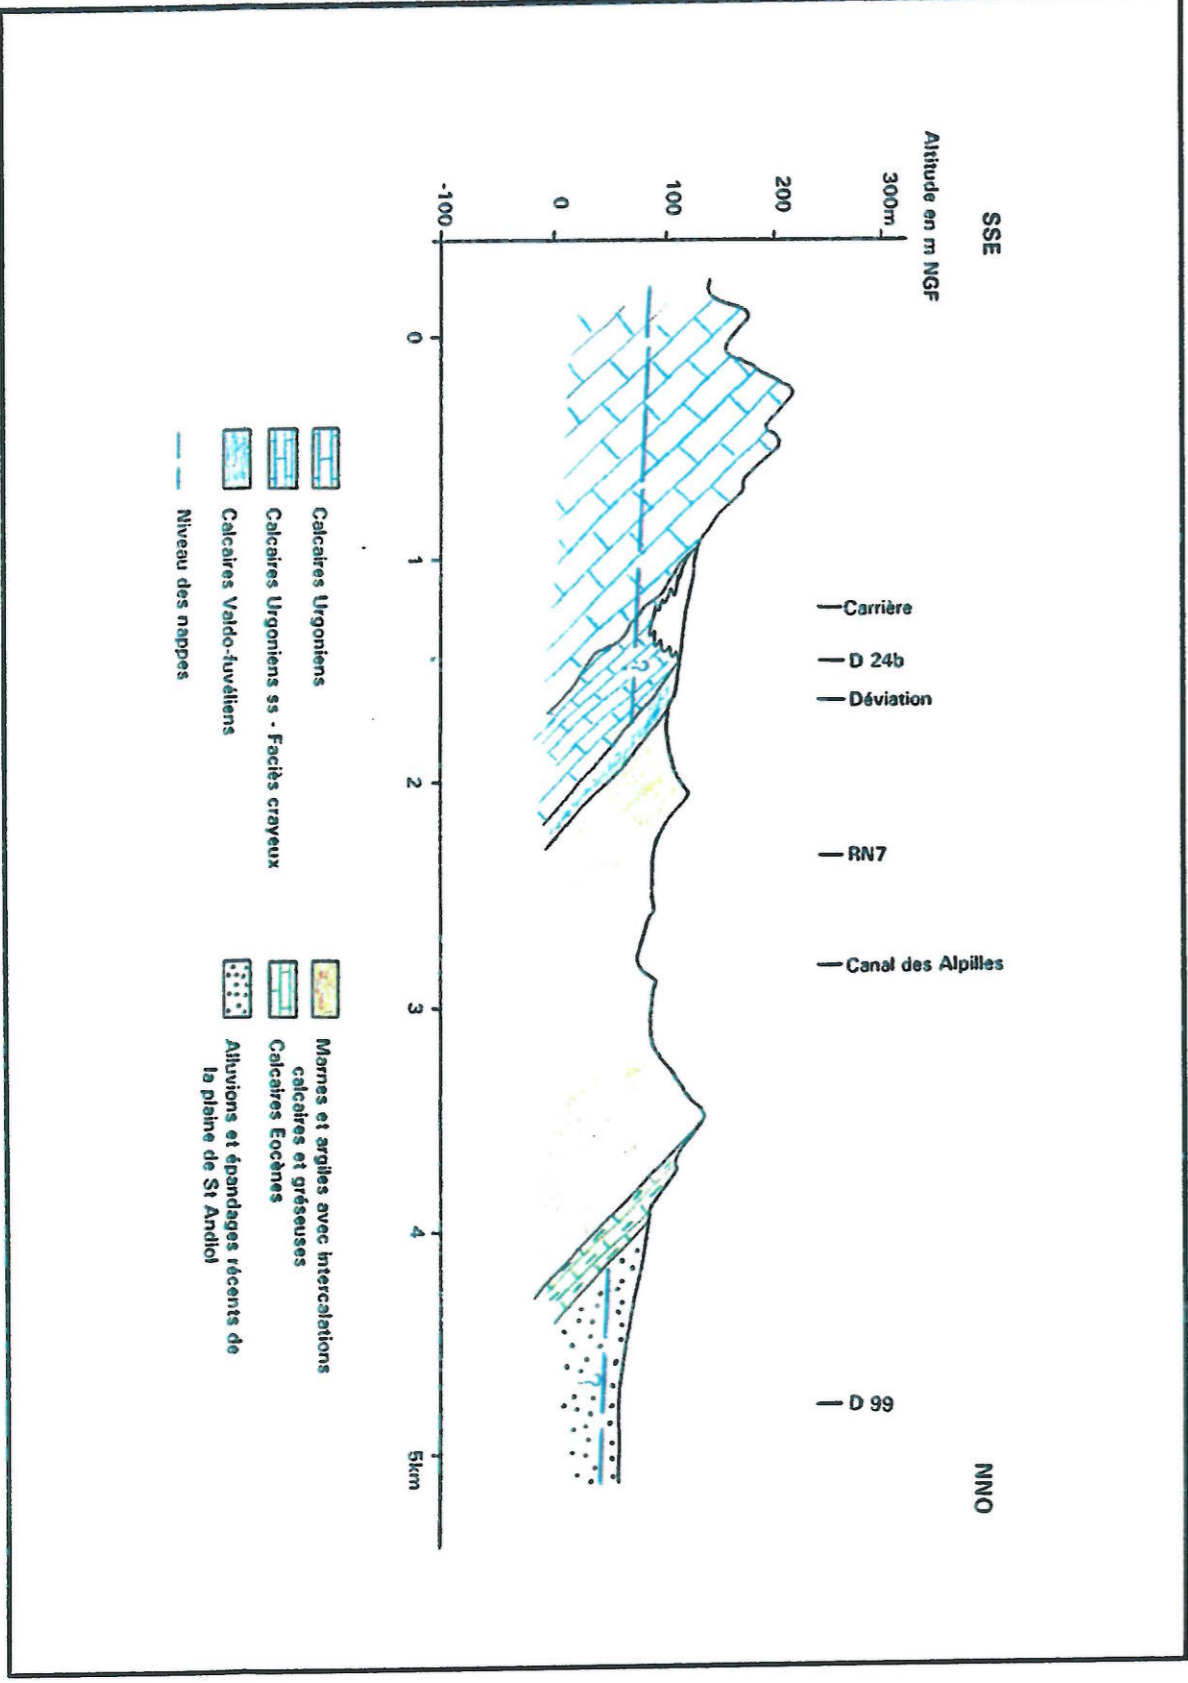 SSE
NNO
Altitude en m NGF
300m
200
100
0
-100
Carrière
D 24b
Déviation
RN7
Canal des Alpilles
D 99
?
?
0
1
2
3
4
5km
Calcaires Urgoniens
Calcaires Urgoniens ss - Faciès crayeux
Calcaires Valdo-fuvéliens
Niveau des nappes
Marnes et argiles avec intercalations
calcaires et gréseuses
Calcaires Eocènes
Alluvions et épandages récents de
la plaine de St Andiol